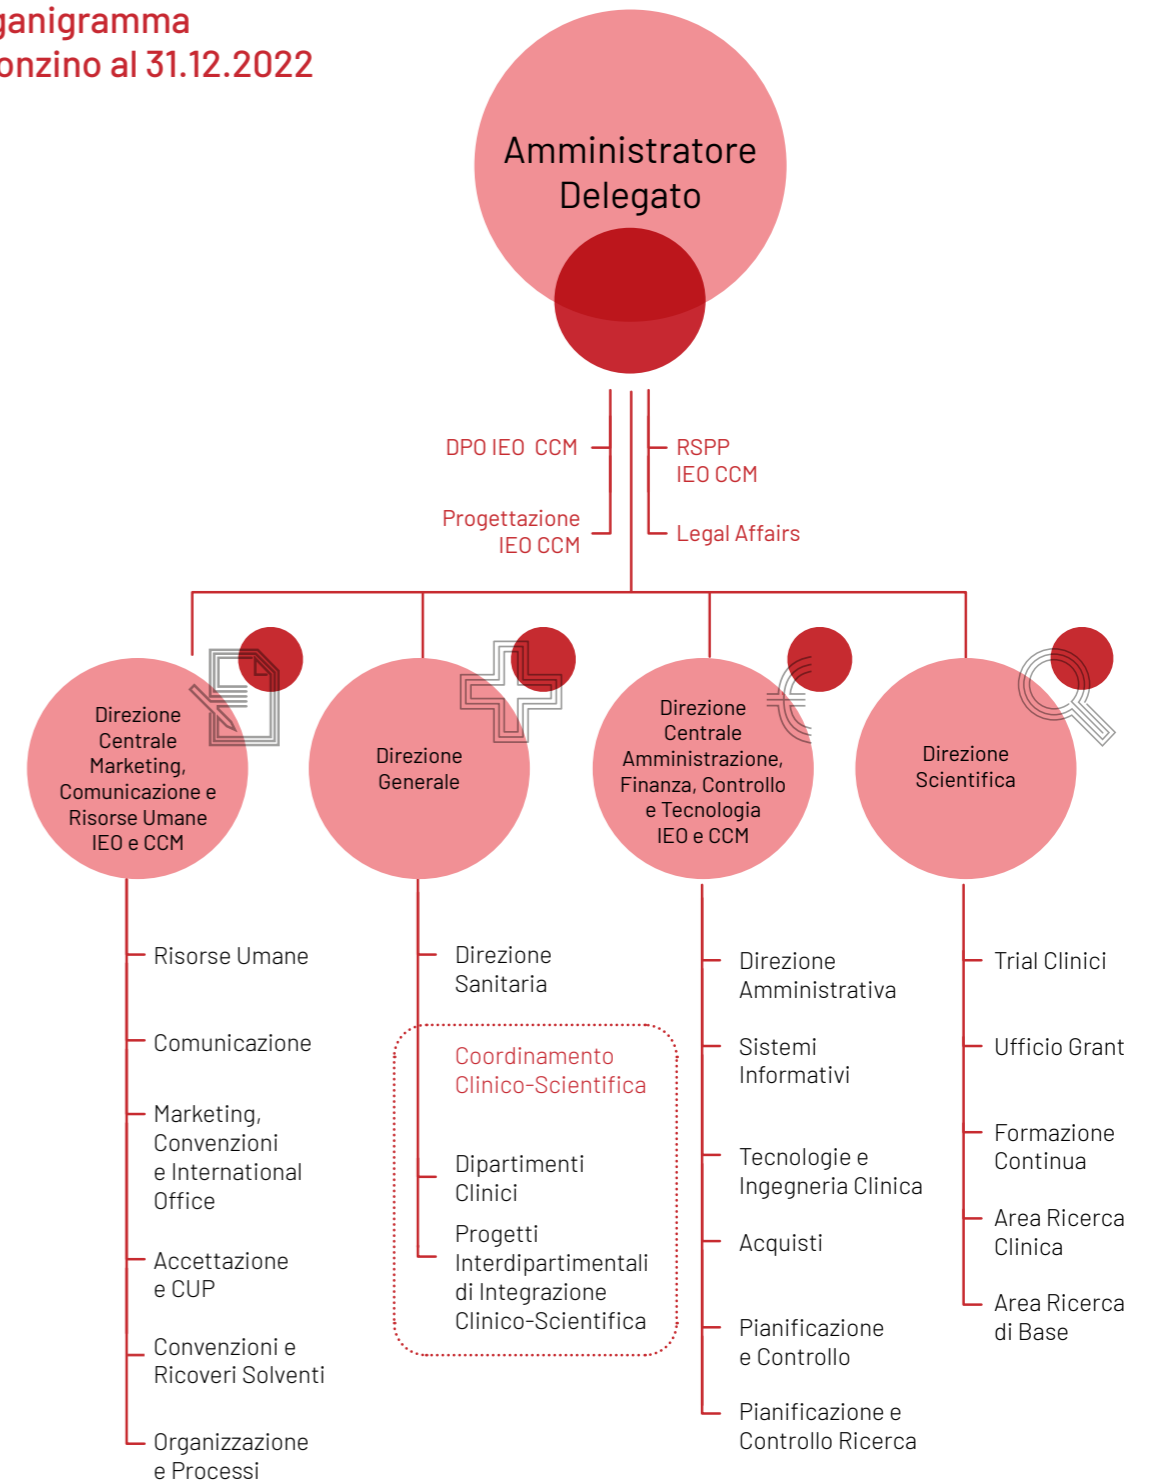 ganigramma
onzino al 31.12.2022
Amministratore
Delegato
DPO IEO CCM
RSPP
IEO CCM
Progettazione
IEO CCM
Legal Affairs
Direzione
Centrale
Marketing,
Comunicazione e
Risorse Umane
IEO e CCM
Direzione
Generale
Direzione
Centrale
Amministrazione,
Finanza, Controllo
e Tecnologia
IEO e CCM
Direzione
Scientifica
Risorse Umane
Comunicazione
Marketing,
Convenzioni
e International
Office
Accettazione
e CUP
Convenzioni e
Ricoveri Solventi
Organizzazione
e Processi
Direzione
Sanitaria
Coordinamento
Clinico-Scientifica
Dipartimenti
Clinici
Progetti
Interdipartimentali
di Integrazione
Clinico-Scientifica
Direzione
Amministrativa
Sistemi
Informativi
Tecnologie e
Ingegneria Clinica
Acquisti
Pianificazione
e Controllo
Pianificazione e
Controllo Ricerca
Trial Clinici
Ufficio Grant
Formazione
Continua
Area Ricerca
Clinica
Area Ricerca
di Base